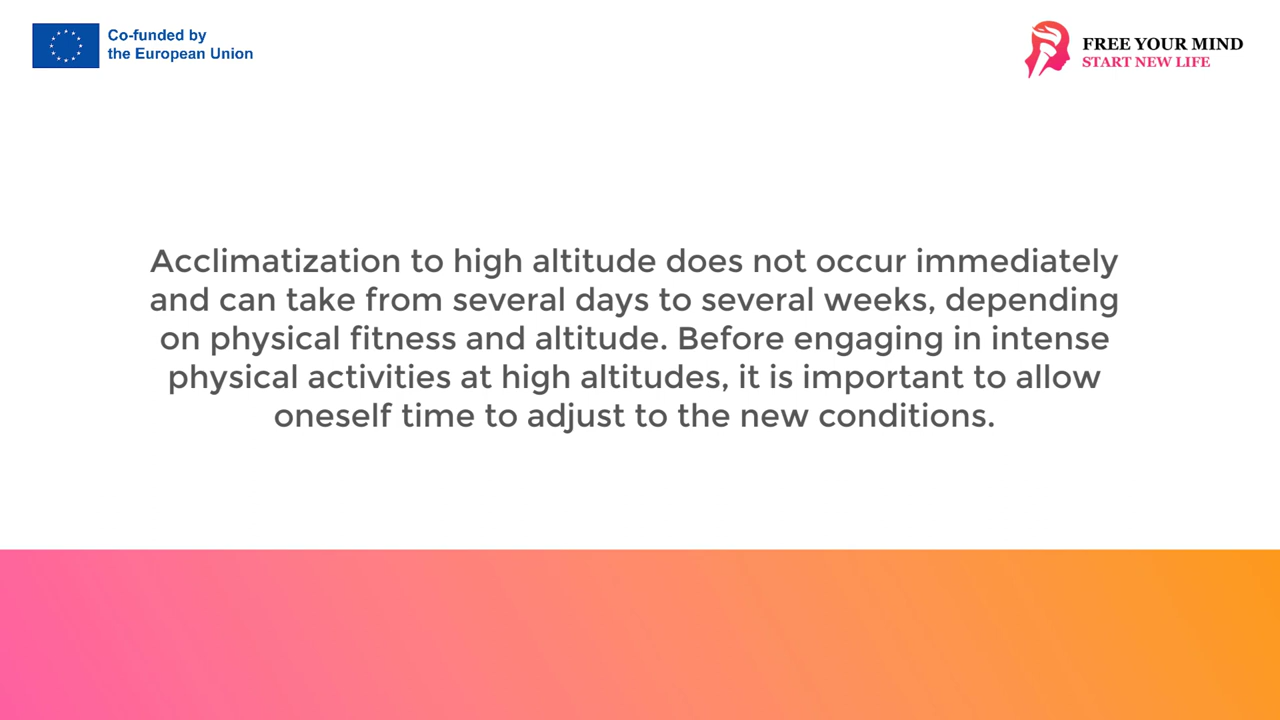 Co-funded by
the European Union
FREE YOUR MIND
START NEW LIFE
Acclimatization to high altitude does not occur immediately
and can take from several days to several weeks, depending
on physical fitness and altitude. Before engaging in intense
physical activities at high altitudes, it is important to allow
oneself time to adjust to the new conditions.